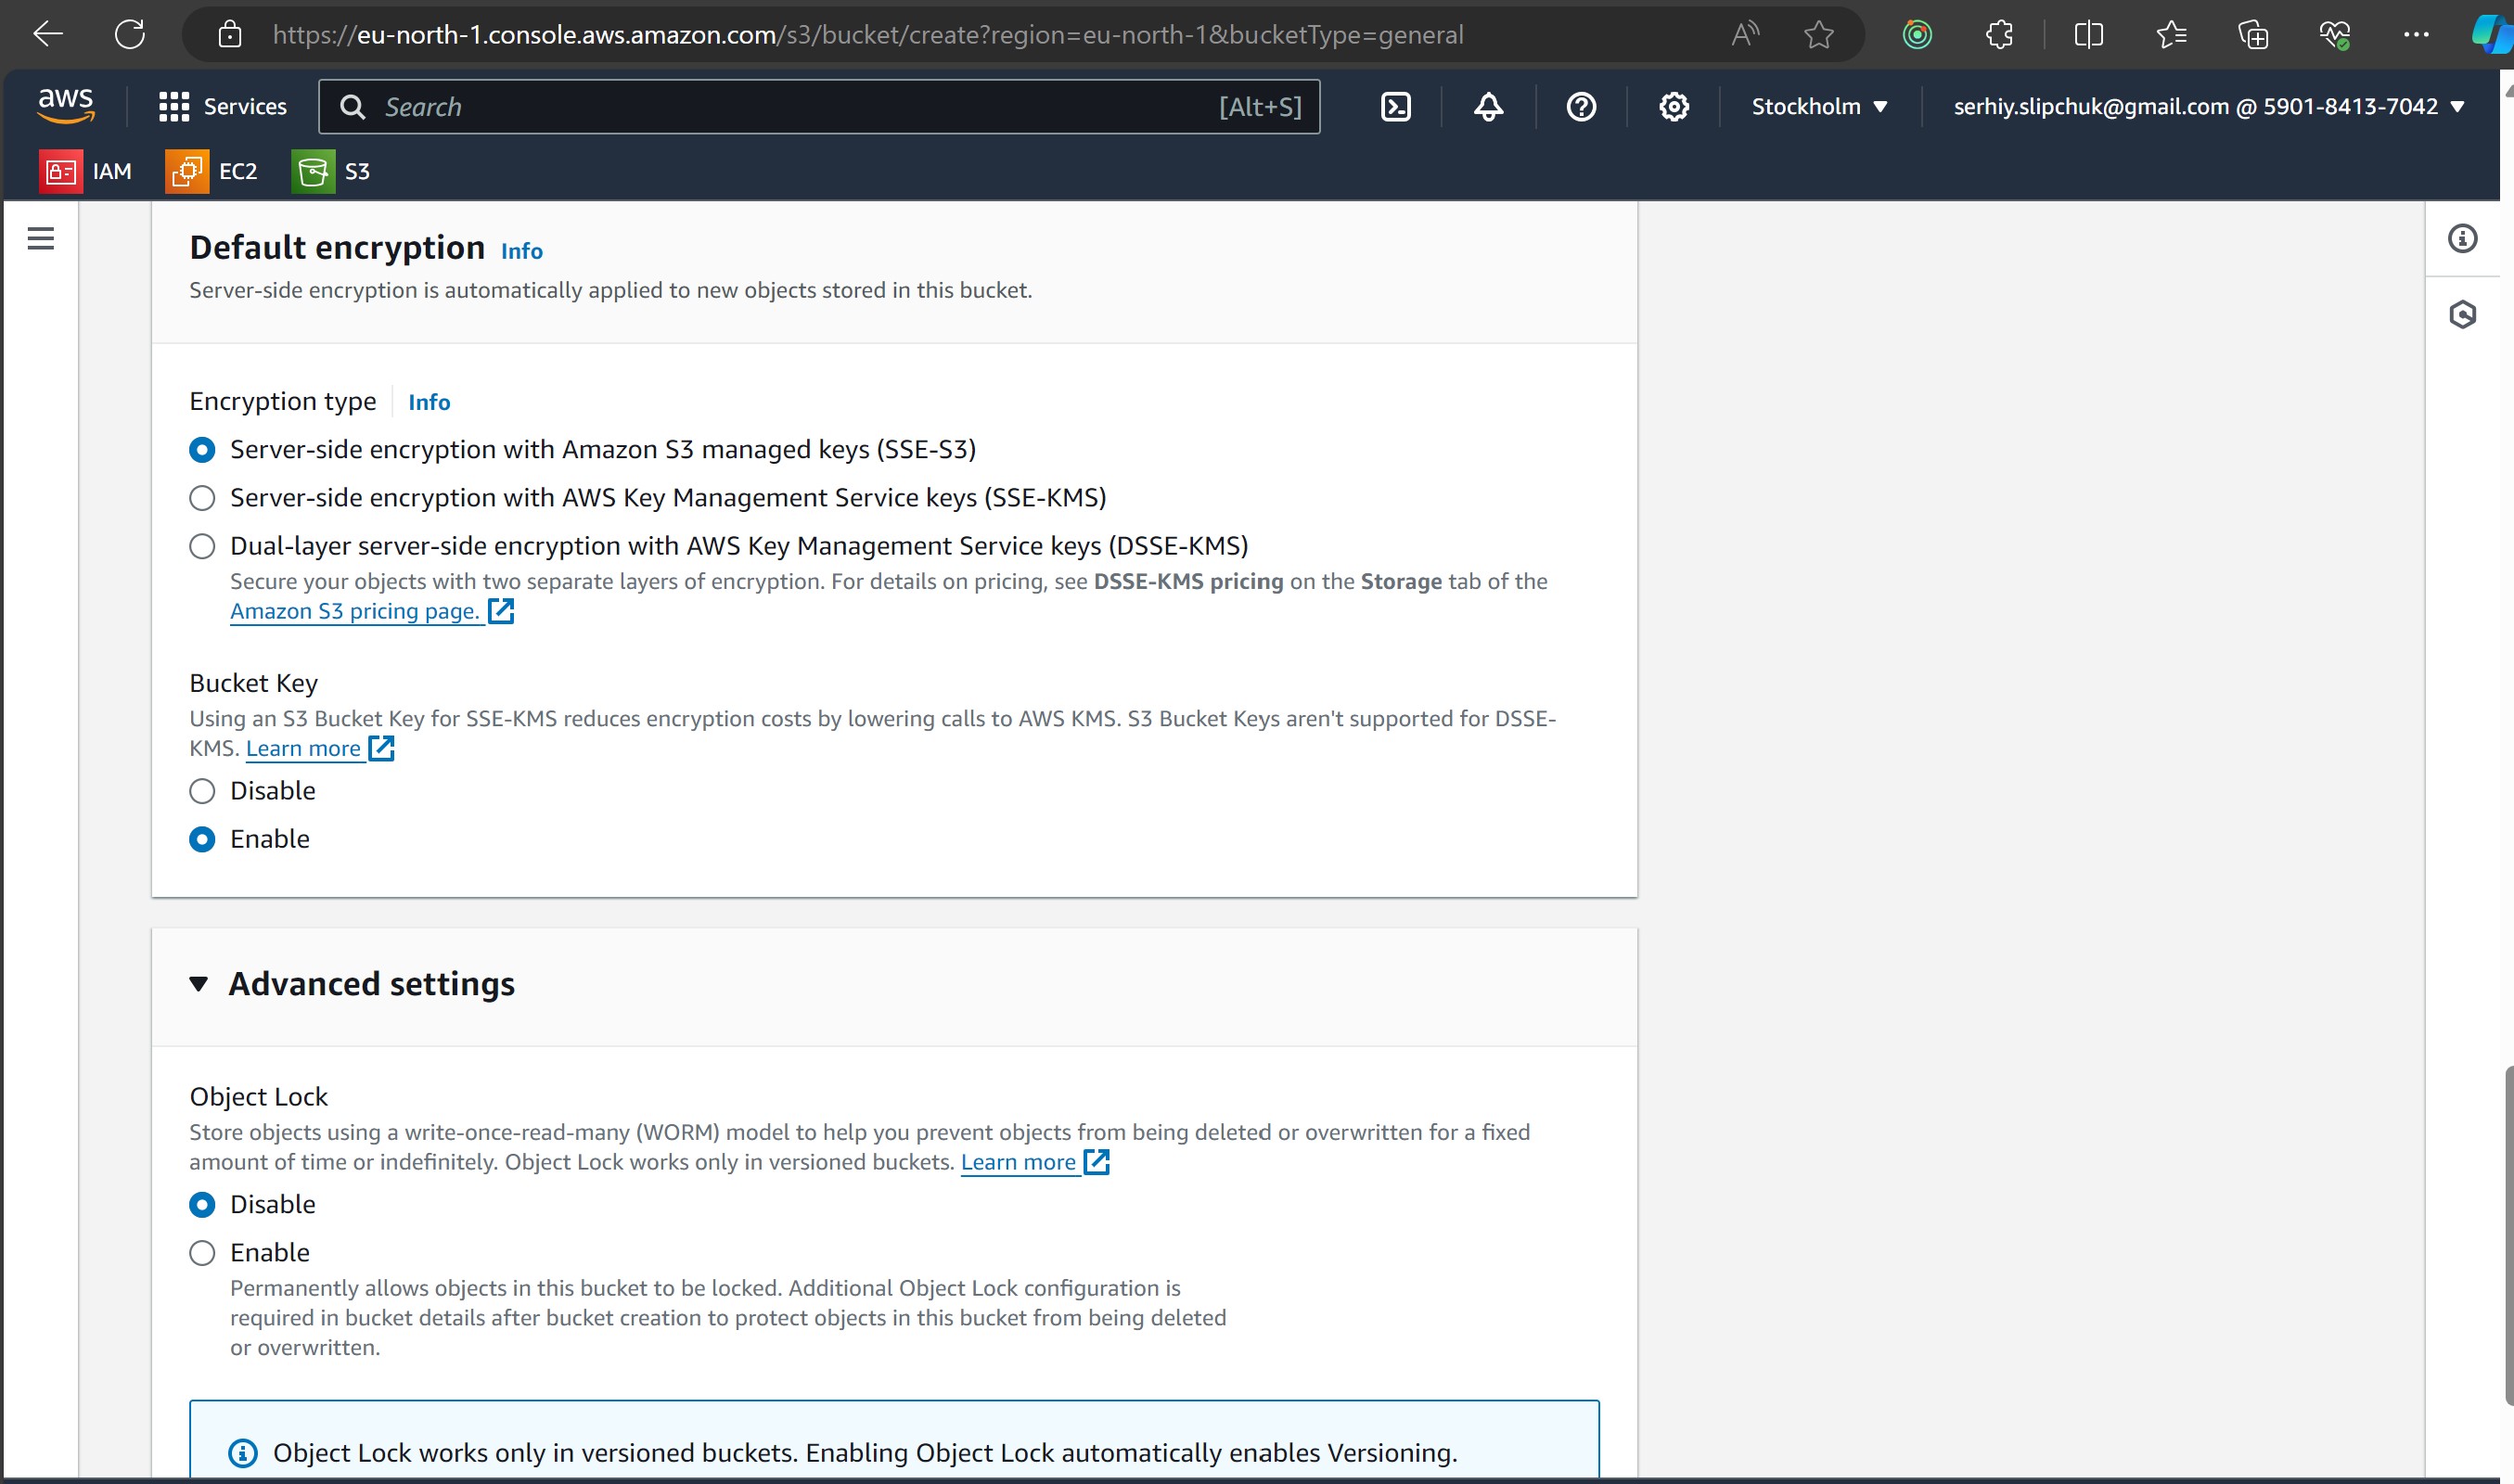 https://eu-north-1.console.aws.amazon.com/s3/bucket/create?region=eu-north-1&bucketType=general
aws
Services
Search
[Alt+S]
Stockholm
serhiy.slipchuk@gmail.com @ 5901-8413-7042
IAM
EC2
S3
Default encryption Info
Server-side encryption is automatically applied to new objects stored in this bucket.
Encryption type Info
Server-side encryption with Amazon S3 managed keys (SSE-S3)
Server-side encryption with AWS Key Management Service keys (SSE-KMS)
Dual-layer server-side encryption with AWS Key Management Service keys (DSSE-KMS)
Secure your objects with two separate layers of encryption. For details on pricing, see DSSE-KMS pricing on the Storage tab of the
Amazon S3 pricing page.
Bucket Key
Using an S3 Bucket Key for SSE-KMS reduces encryption costs by lowering calls to AWS KMS. S3 Bucket Keys aren't supported for DSSE-
KMS. Learn more
Disable
Enable
Advanced settings
Object Lock
Store objects using a write-once-read-many (WORM) model to help you prevent objects from being deleted or overwritten for a fixed
amount of time or indefinitely. Object Lock works only in versioned buckets. Learn more
Disable
Enable
Permanently allows objects in this bucket to be locked. Additional Object Lock configuration is
required in bucket details after bucket creation to protect objects in this bucket from being deleted
or overwritten.
Object Lock works only in versioned buckets. Enabling Object Lock automatically enables Versioning.